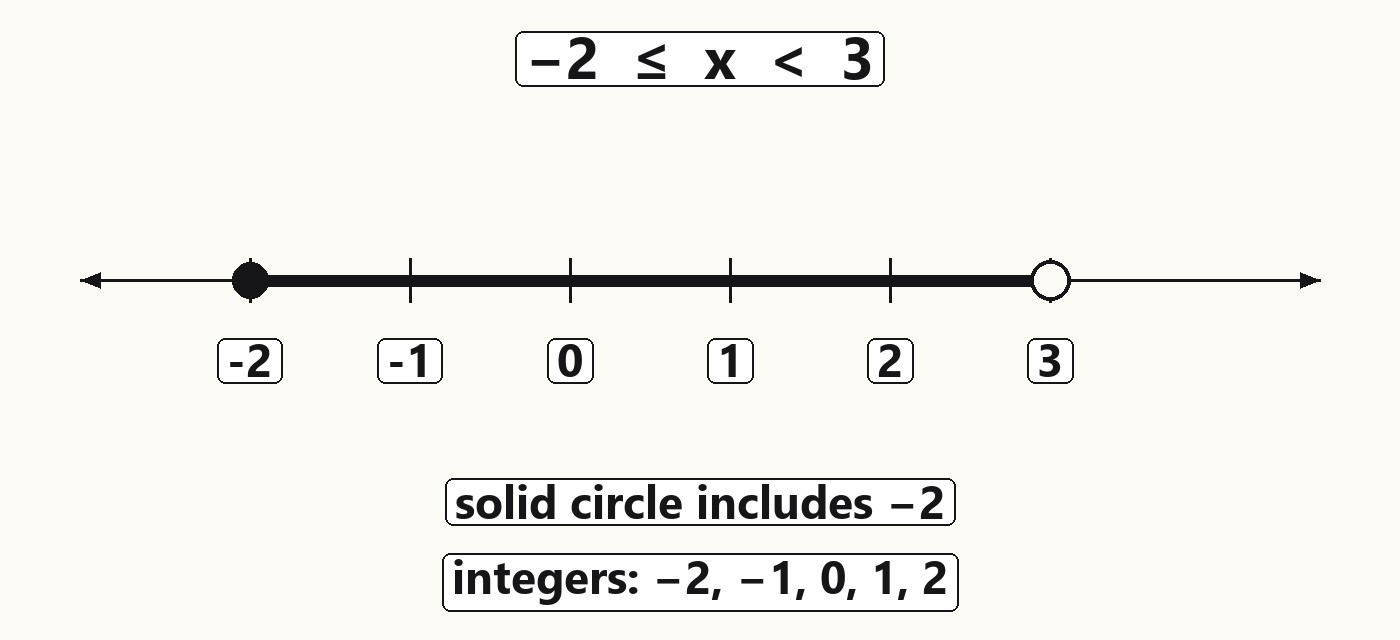 −2 ≤ x < 3
-2 -1 0 1 2 3
solid circle includes −2
integers: −2, −1, 0, 1, 2